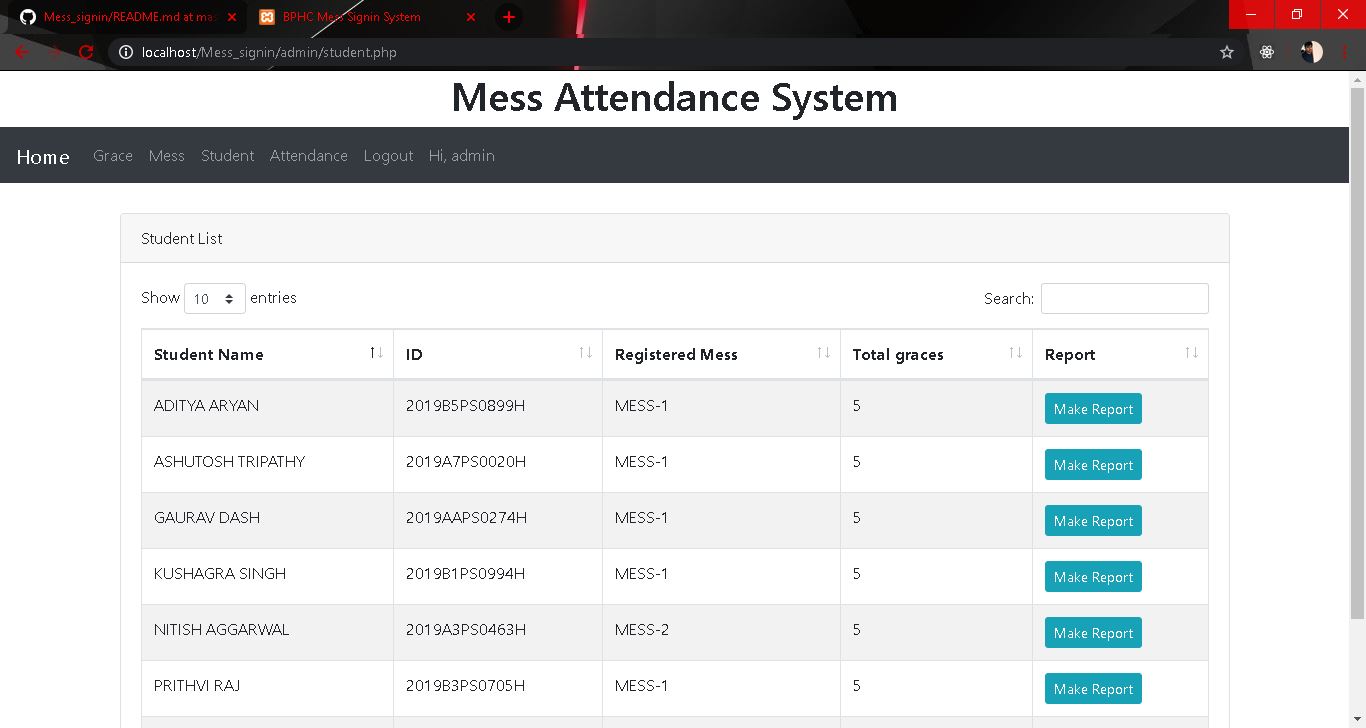 Mess_signin/README.md at mas
BPHC Mess Signin System
localhost/Mess_signin/admin/student.php
Mess Attendance System
Home Grace Mess Student Attendance Logout Hi, admin
Student List
Show 10 entries Search:
Student Name ID Registered Mess Total graces Report
ADITYA ARYAN 2019B5PS0899H MESS-1 5 Make Report
ASHUTOSH TRIPATHY 2019A7PS0020H MESS-1 5 Make Report
GAURAV DASH 2019AAPS0274H MESS-1 5 Make Report
KUSHAGRA SINGH 2019B1PS0994H MESS-1 5 Make Report
NITISH AGGARWAL 2019A3PS0463H MESS-2 5 Make Report
PRITHVI RAJ 2019B3PS0705H MESS-1 5 Make Report